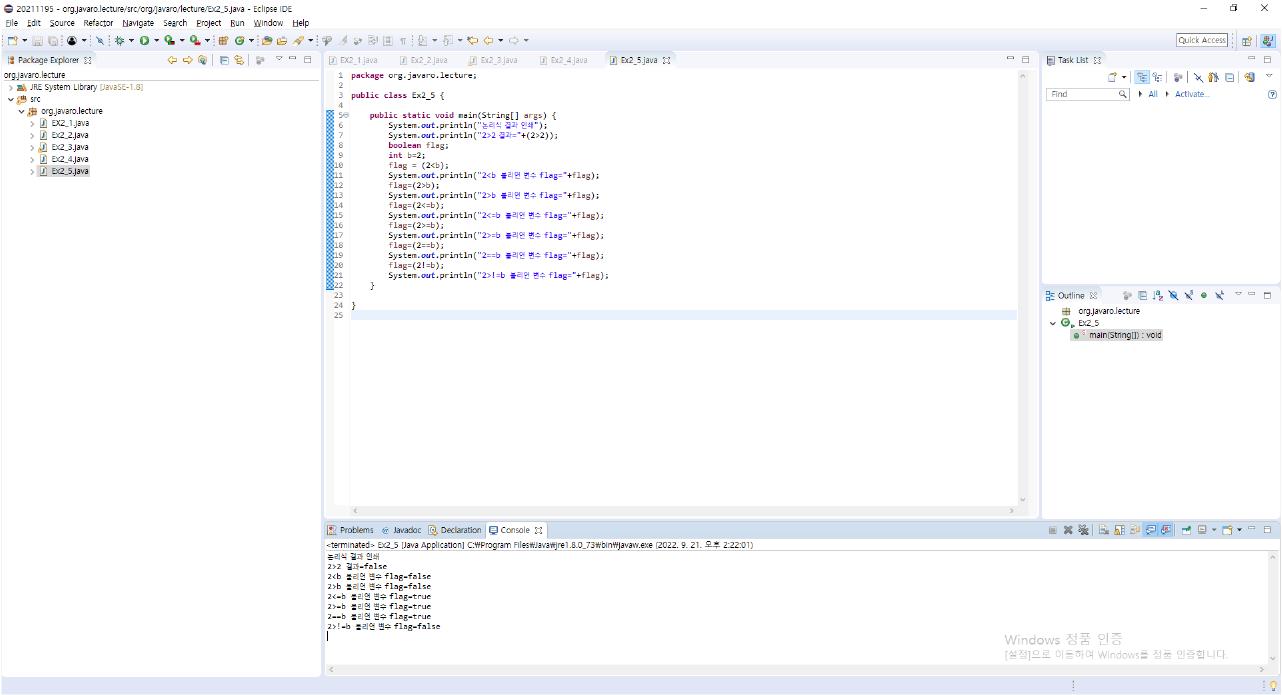 20211195 - org.javaro.lecture/src/org/javaro/lecture/Ex2_5.java - Eclipse IDE
File Edit Source Refactor Navigate Search Project Run Window Help
Quick Access
Package Explorer
org.javaro.lecture
JRE System Library [JavaSE-1.8]
src
org.javaro.lecture
EX2_1.java
Ex2_2.java
Ex2_3.java
Ex2_4.java
Ex2_5.java
EX2_1.java Ex2_2.java Ex2_3.java Ex2_4.java Ex2_5.java
1 package org.javaro.lecture;
2
3 public class Ex2_5 {
4
5 public static void main(String[] args) {
6 System.out.println("논리식 결과 인쇄");
7 System.out.println("2>2 결과="+(2>2));
8 boolean flag;
9 int b=2;
10 flag = (2<b);
11 System.out.println("2<b 불리언 변수 flag="+flag);
12 flag=(2>b);
13 System.out.println("2>b 불리언 변수 flag="+flag);
14 flag=(2<=b);
15 System.out.println("2<=b 불리언 변수 flag="+flag);
16 flag=(2>=b);
17 System.out.println("2>=b 불리언 변수 flag="+flag);
18 flag=(2==b);
19 System.out.println("2==b 불리언 변수 flag="+flag);
20 flag=(2!=b);
21 System.out.println("2>!=b 불리언 변수 flag="+flag);
22 }
23
24 }
25
Task List
Find All Activate...
Outline
org.javaro.lecture
Ex2_5
main(String[]) : void
Problems Javadoc Declaration Console
<terminated> Ex2_5 [Java Application] C:₩Program Files₩Java₩jre1.8.0_73₩bin₩javaw.exe (2022. 9. 21. 오후 2:22:01)
논리식 결과 인쇄
2>2 결과=false
2<b 불리언 변수 flag=false
2>b 불리언 변수 flag=false
2<=b 불리언 변수 flag=true
2>=b 불리언 변수 flag=true
2==b 불리언 변수 flag=true
2>!=b 불리언 변수 flag=false
Windows 정품 인증
[설정]으로 이동하여 Windows를 정품 인증합니다.